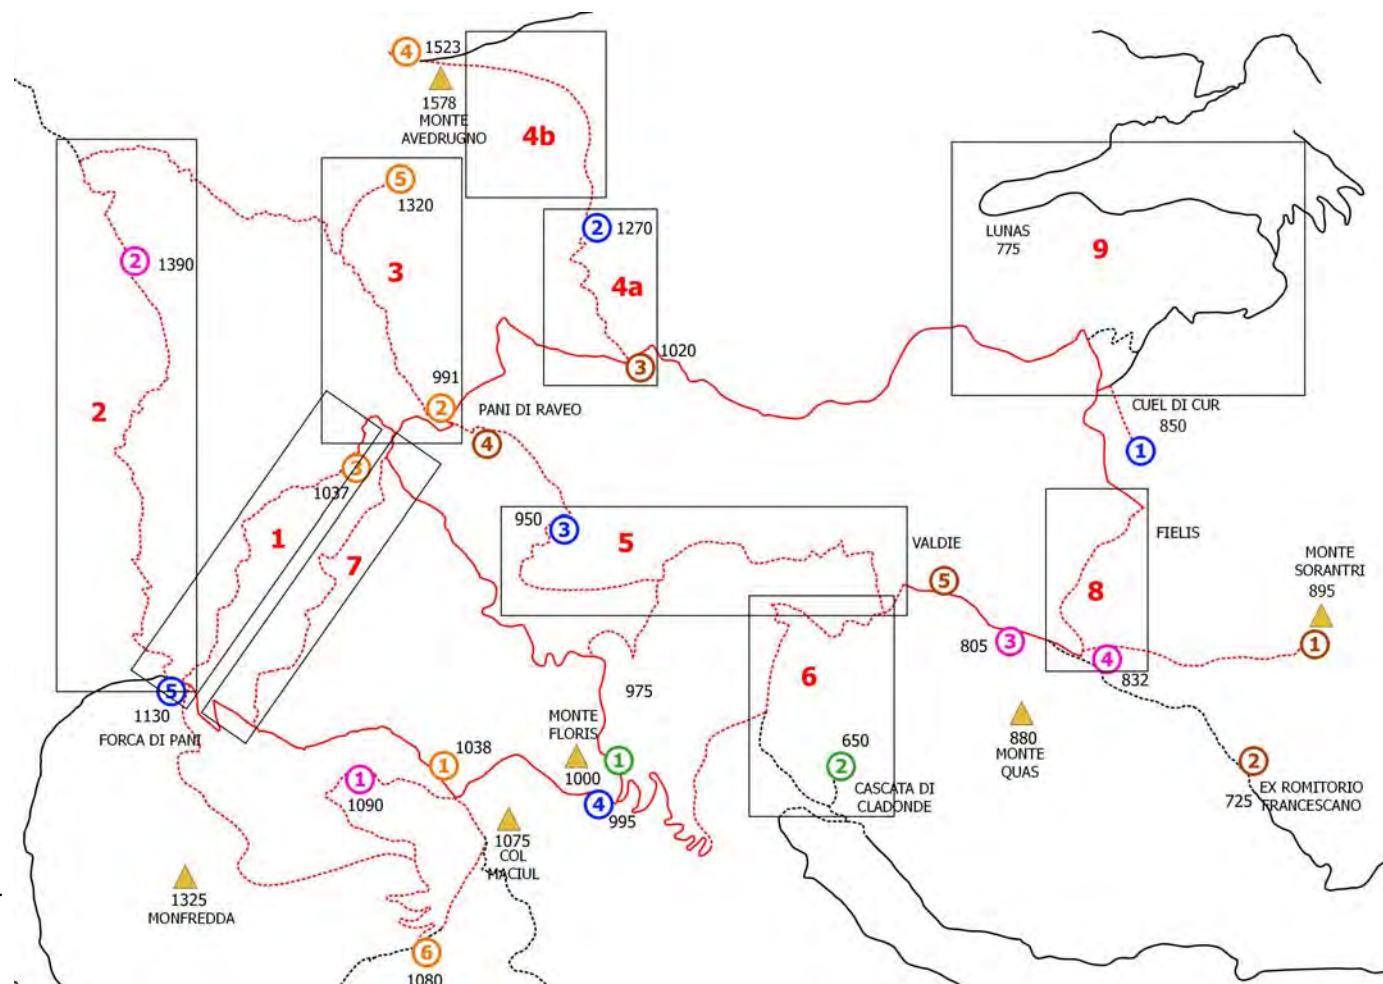 4
1523
1578
MONTE
AVEDRUGNO
4b
5
1320
2
1270
LUNAS
775
9
2
1390
3
4a
1020
3
991
2
PANI DI RAVEO
4
CUEL DI CUR
850
1
2
3
1037
1
7
950
3
5
VALDIE
5
FIELIS
MONTE
SORANTRI
895
1
8
805
3
4
832
6
975
5
1130
FORCA DI PANI
1038
1
1
1090
MONTE
FLORIS
1000
1
4
995
650
2
CASCATA DI
CLADONDE
880
MONTE
QUAS
2
725
EX ROMITORIO
FRANCESCANO
1075
COL
MACIUL
1325
MONFREDDA
6
1080